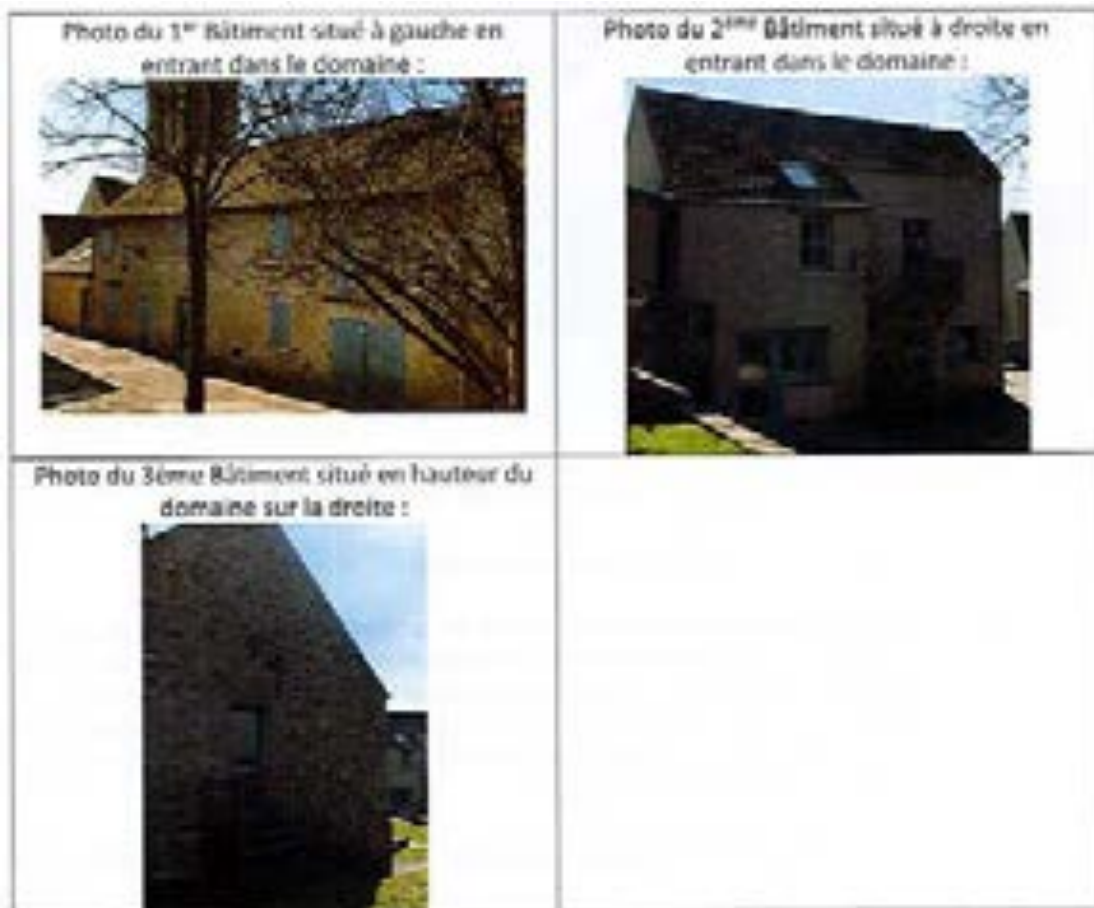 Photo du 1er Bâtiment situé à gauche en
entrant dans le domaine :
Photo du 2ème Bâtiment situé à droite en
entrant dans le domaine :
Photo du 3ème Bâtiment situé en hauteur du
domaine sur la droite :